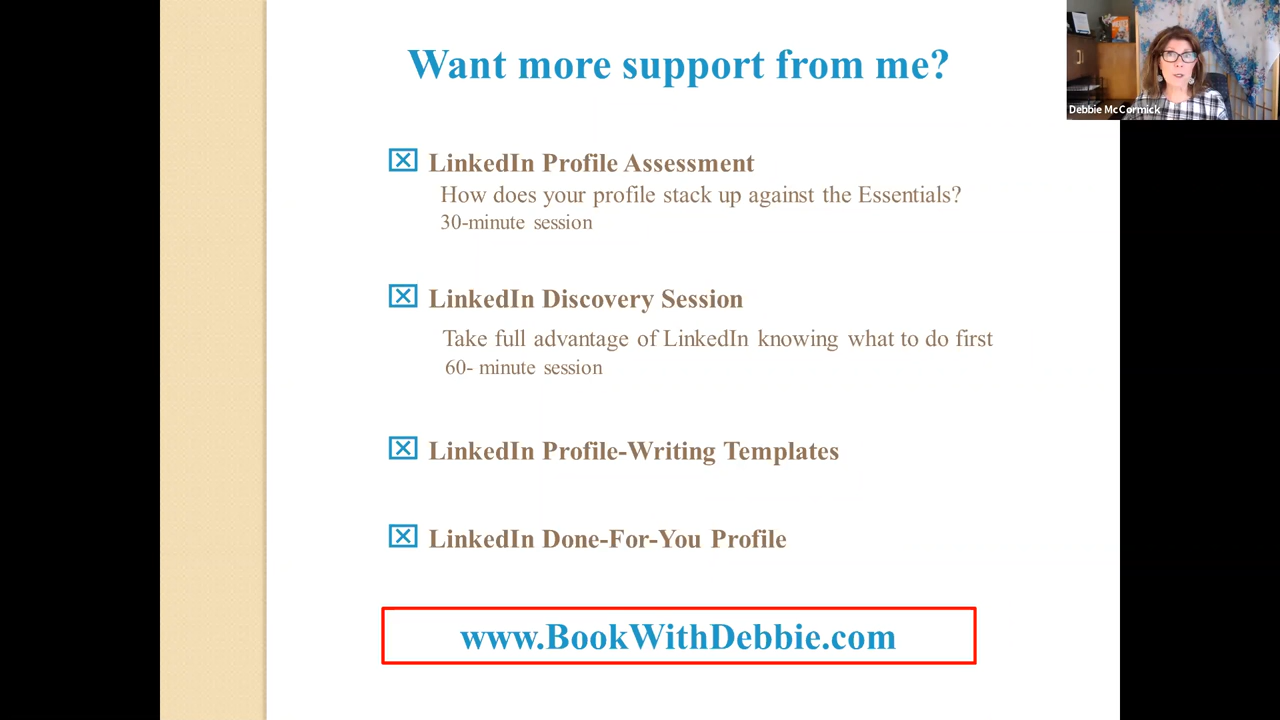 Want more support from me?
Debbie McCormick
LinkedIn Profile Assessment
How does your profile stack up against the Essentials?
30-minute session
LinkedIn Discovery Session
Take full advantage of LinkedIn knowing what to do first
60- minute session
LinkedIn Profile-Writing Templates
LinkedIn Done-For-You Profile
www.BookWithDebbie.com